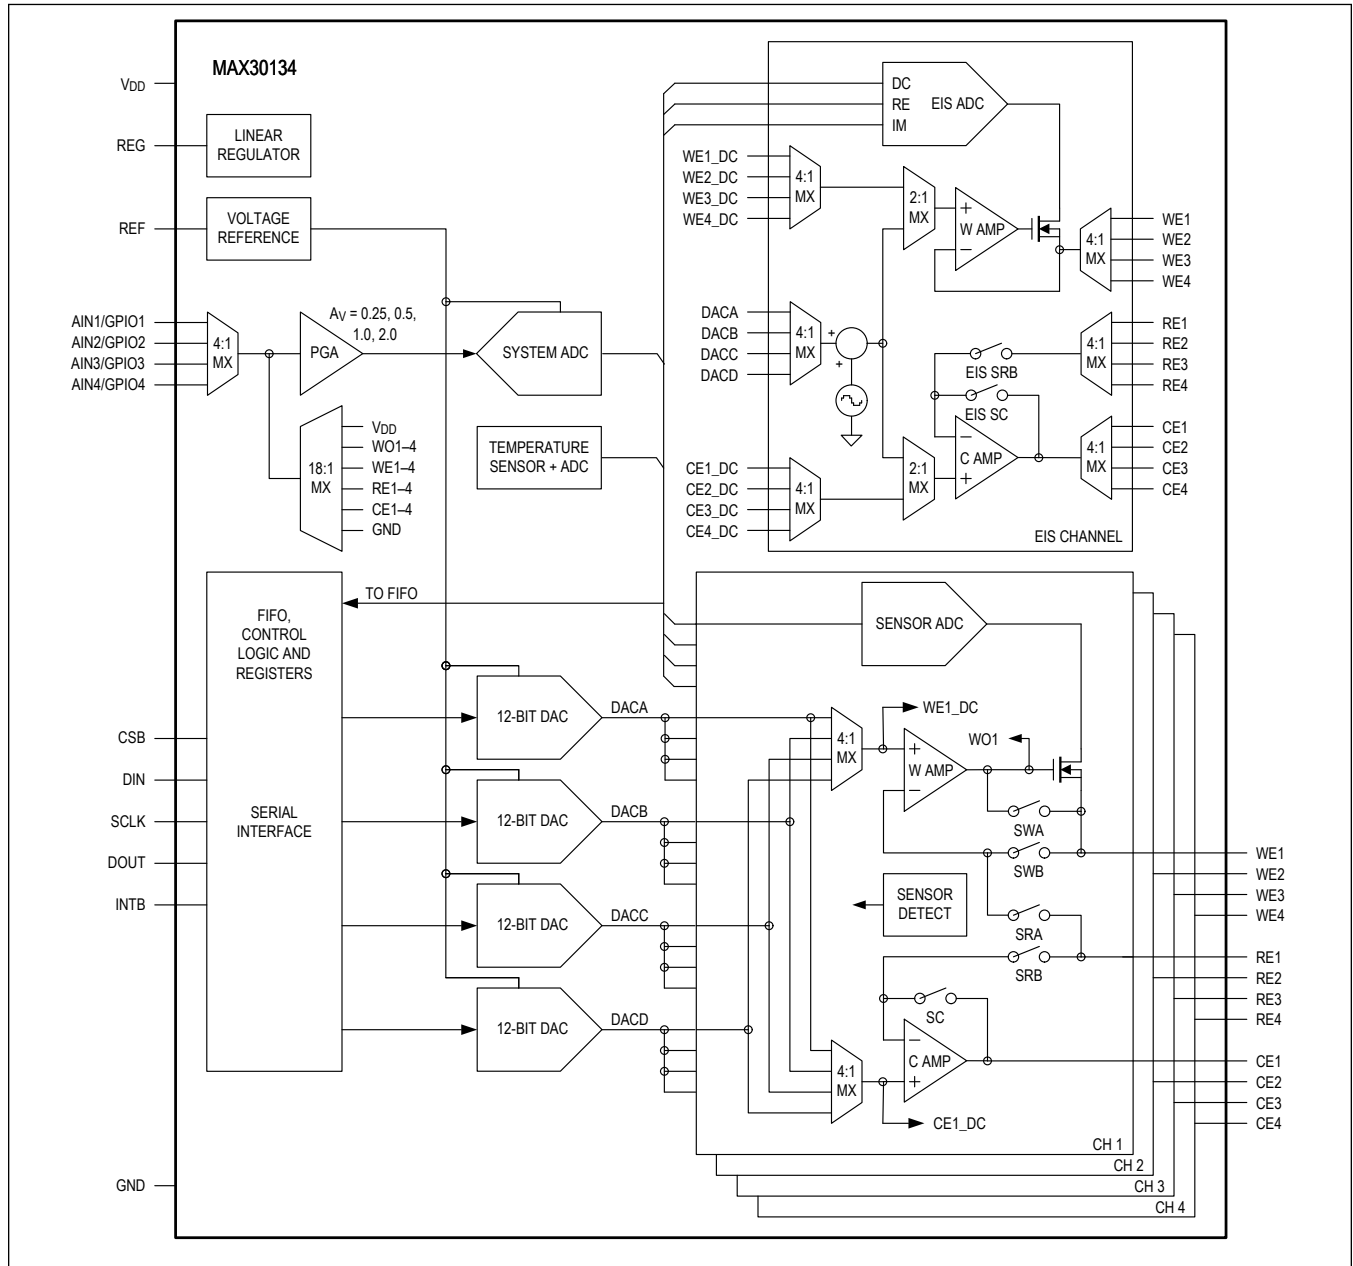 MAX30134
VDD
REG
LINEAR
REGULATOR
REF
VOLTAGE
REFERENCE
AIN1/GPIO1
AIN2/GPIO2
AIN3/GPIO3
AIN4/GPIO4
4:1
MX
PGA
AV = 0.25, 0.5,
1.0, 2.0
SYSTEM ADC
18:1
MX
VDD
WO1–4
WE1–4
RE1–4
CE1–4
GND
TEMPERATURE
SENSOR + ADC
DC
RE
IM
EIS ADC
WE1_DC
WE2_DC
WE3_DC
WE4_DC
4:1
MX
2:1
MX
+
W AMP
–
4:1
MX
WE1
WE2
WE3
WE4
DACA
DACB
DACC
DACD
4:1
MX
+
+
EIS SRB
EIS SC
4:1
MX
RE1
RE2
RE3
RE4
CE1_DC
CE2_DC
CE3_DC
CE4_DC
4:1
MX
2:1
MX
–
C AMP
+
4:1
MX
CE1
CE2
CE3
CE4
EIS CHANNEL
TO FIFO
FIFO,
CONTROL
LOGIC AND
REGISTERS
SERIAL
INTERFACE
CSB
DIN
SCLK
DOUT
INTB
GND
12-BIT DAC
DACA
12-BIT DAC
DACB
12-BIT DAC
DACC
12-BIT DAC
DACD
SENSOR ADC
4:1
MX
WE1_DC
+
W AMP
–
WO1
SWA
SWB
SENSOR
DETECT
SRA
SRB
SC
4:1
MX
–
C AMP
+
CE1_DC
CH 1
CH 2
CH 3
CH 4
WE1
WE2
WE3
WE4
RE1
RE2
RE3
RE4
CE1
CE2
CE3
CE4